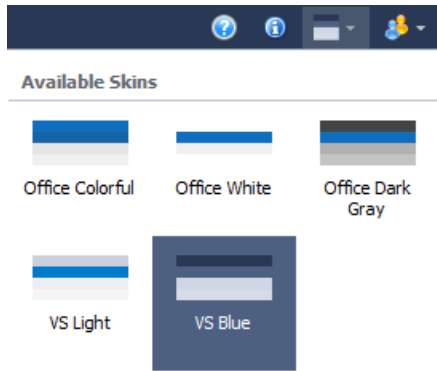 Available Skins
Office Colorful
Office White
Office Dark
Gray
VS Light
VS Blue